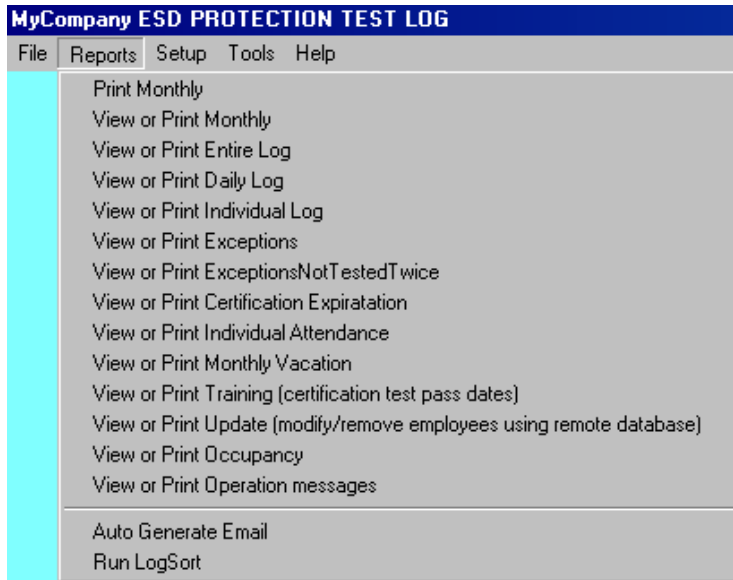 MyCompany ESD PROTECTION TEST LOG
File Reports Setup Tools Help
Print Monthly
View or Print Monthly
View or Print Entire Log
View or Print Daily Log
View or Print Individual Log
View or Print Exceptions
View or Print ExceptionsNotTestedTwice
View or Print Certification Expiratation
View or Print Individual Attendance
View or Print Monthly Vacation
View or Print Training (certification test pass dates)
View or Print Update (modify/remove employees using remote database)
View or Print Occupancy
View or Print Operation messages
Auto Generate Email
Run LogSort